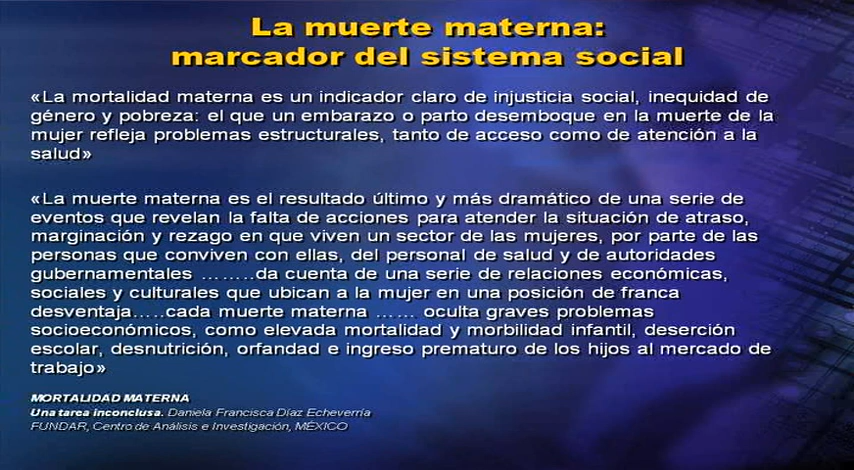 La muerte materna:
marcador del sistema social
«La mortalidad materna es un indicador claro de injusticia social, inequidad de
género y pobreza: el que un embarazo o parto desemboque en la muerte de la
mujer refleja problemas estructurales, tanto de acceso como de atención a la
salud»
«La muerte materna es el resultado último y más dramático de una serie de
eventos que revelan la falta de acciones para atender la situación de atraso,
marginación y rezago en que viven un sector de las mujeres, por parte de las
personas que conviven con ellas, del personal de salud y de autoridades
gubernamentales ……..da cuenta de una serie de relaciones económicas,
sociales y culturales que ubican a la mujer en una posición de franca
desventaja…..cada muerte materna …… oculta graves problemas
socioeconómicos, como elevada mortalidad y morbilidad infantil, deserción
escolar, desnutrición, orfandad e ingreso prematuro de los hijos al mercado de
trabajo»
MORTALIDAD MATERNA
Una tarea inconclusa. Daniela Francisca Díaz Echeverría
FUNDAR, Centro de Análisis e Investigación, MÉXICO